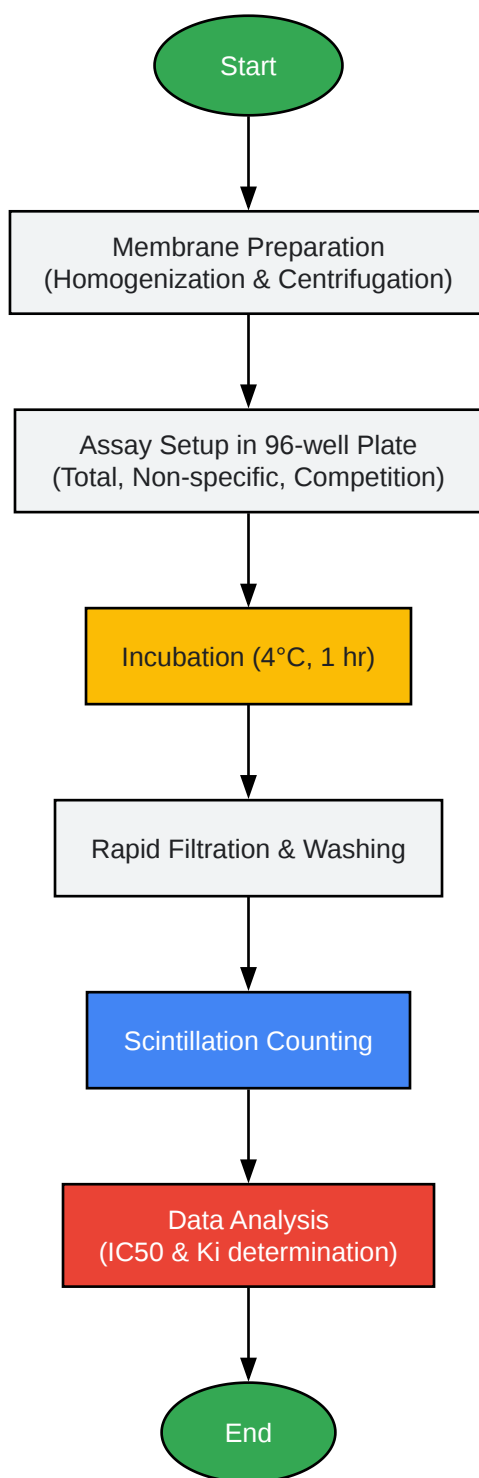 Start
Membrane Preparation
(Homogenization & Centrifugation)
Assay Setup in 96-well Plate
(Total, Non-specific, Competition)
Incubation (4°C, 1 hr)
Rapid Filtration & Washing
Scintillation Counting
Data Analysis
(IC50 & Ki determination)
End